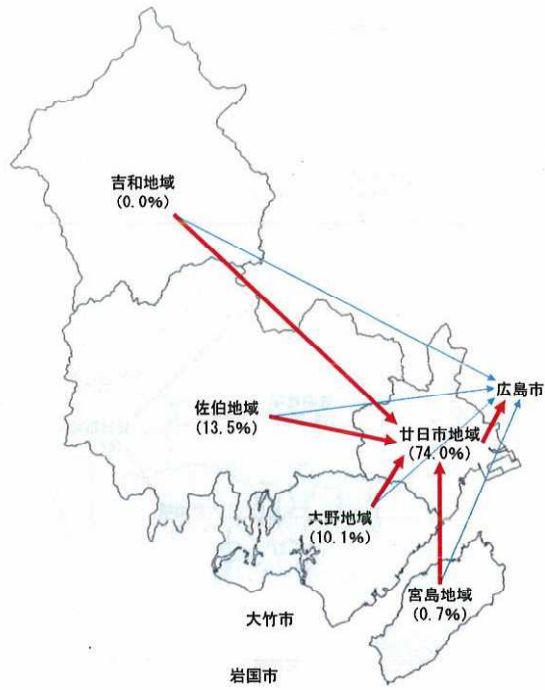 吉和地域
(0.0%)
広島市
佐伯地域
(13.5%)
廿日市地域
(74.0%)
大野地域
(10.1%)
宮島地域
(0.7%)
大竹市
岩国市